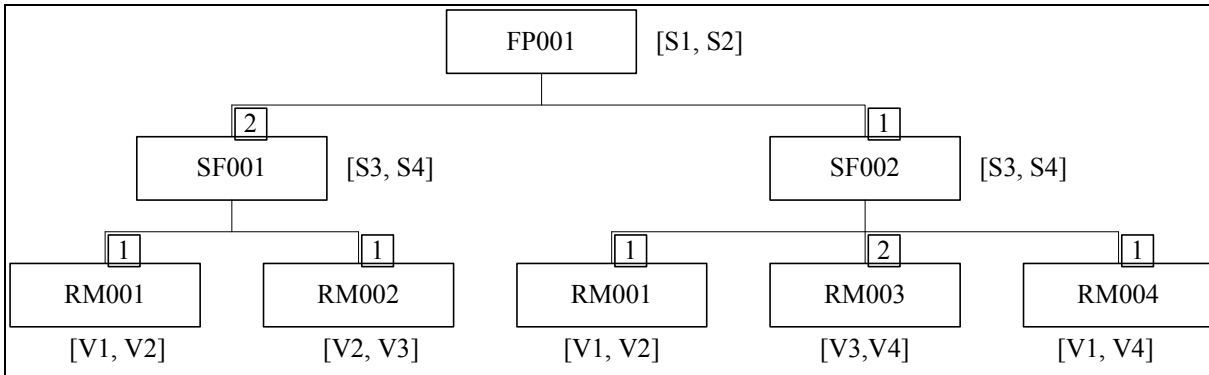 FP001 [S1, S2]
2 1
SF001 [S3, S4] SF002 [S3, S4]
1 1 1 2 1
RM001 RM002 RM001 RM003 RM004
[V1, V2] [V2, V3] [V1, V2] [V3,V4] [V1, V4]